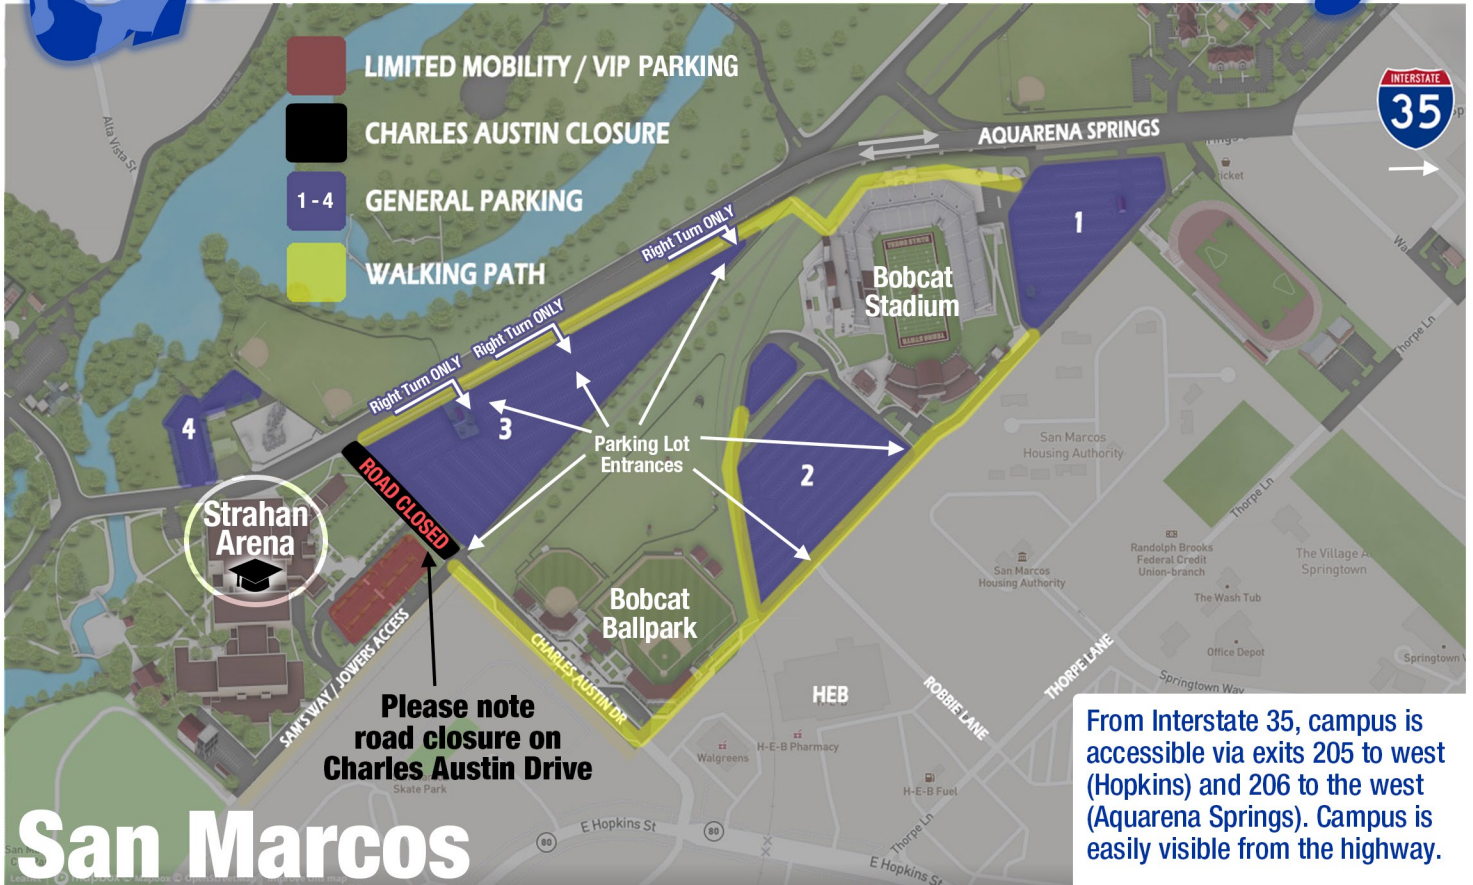 LIMITED MOBILITY / VIP PARKING
CHARLES AUSTIN CLOSURE
1 - 4
GENERAL PARKING
WALKING PATH
Alta Vista St
AQUARENA SPRINGS
INTERSTATE
35
Right Turn ONLY
Right Turn ONLY
Right Turn ONLY
1
Bobcat
Stadium
4
3
2
Parking Lot
Entrances
ROAD CLOSED
Strahan
Arena
Bobcat
Ballpark
CHARLES AUSTIN DR
SAM'S WAY / JOWERS ACCESS
Please note
road closure on
Charles Austin Drive
Skate Park
San Marcos
HEB
Walgreens
H-E-B Pharmacy
H-E-B Fuel
ROBBIE LANE
THORPE LANE
Thorpe Ln
Thorpe Ln
Thorpe Ln
San Marcos
Housing Authority
San Marcos
Housing Authority
Randolph Brooks
Federal Credit
Union-branch
The Wash Tub
The Village
Springtown
Office Depot
Springtown
Springtown Way
E Hopkins St
E Hopkins St
80
80
From Interstate 35, campus is
accessible via exits 205 to west
(Hopkins) and 206 to the west
(Aquarena Springs). Campus is
easily visible from the highway.